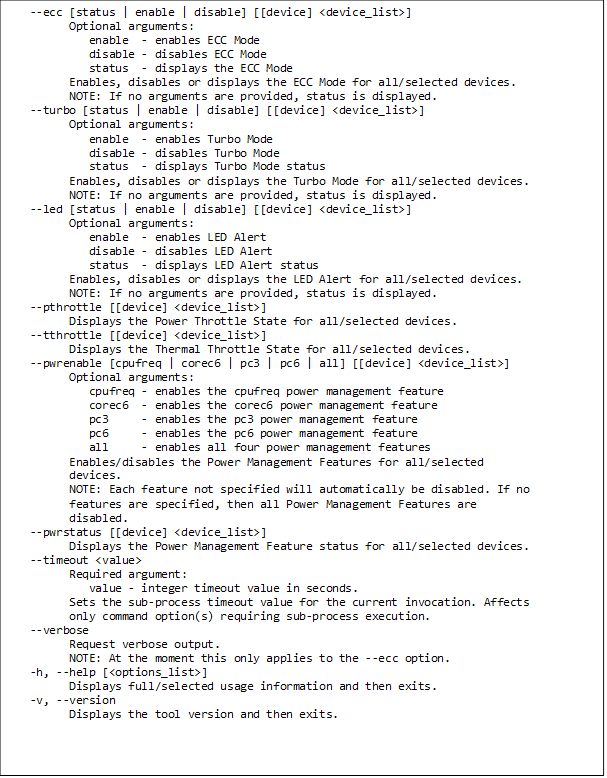 --ecc [status | enable | disable] [[device] <device_list>]
Optional arguments:
enable - enables ECC Mode
disable - disables ECC Mode
status - displays the ECC Mode
Enables, disables or displays the ECC Mode for all/selected devices.
NOTE: If no arguments are provided, status is displayed.
--turbo [status | enable | disable] [[device] <device_list>]
Optional arguments:
enable - enables Turbo Mode
disable - disables Turbo Mode
status - displays Turbo Mode status
Enables, disables or displays the Turbo Mode for all/selected devices.
NOTE: If no arguments are provided, status is displayed.
--led [status | enable | disable] [[device] <device_list>]
Optional arguments:
enable - enables LED Alert
disable - disables LED Alert
status - displays LED Alert status
Enables, disables or displays the LED Alert for all/selected devices.
NOTE: If no arguments are provided, status is displayed.
--pthrottle [[device] <device_list>]
Displays the Power Throttle State for all/selected devices.
--tthrottle [[device] <device_list>]
Displays the Thermal Throttle State for all/selected devices.
--pwrenable [cpufreq | corec6 | pc3 | pc6 | all] [[device] <device_list>]
Optional arguments:
cpufreq - enables the cpufreq power management feature
corec6 - enables the corec6 power management feature
pc3 - enables the pc3 power management feature
pc6 - enables the pc6 power management feature
all - enables all four power management features
Enables/disables the Power Management Features for all/selected
devices.
NOTE: Each feature not specified will automatically be disabled. If no
features are specified, then all Power Management Features are
disabled.
--pwrstatus [[device] <device_list>]
Displays the Power Management Feature status for all/selected devices.
--timeout <value>
Required argument:
value - integer timeout value in seconds.
Sets the sub-process timeout value for the current invocation. Affects
only command option(s) requiring sub-process execution.
--verbose
Request verbose output.
NOTE: At the moment this only applies to the --ecc option.
-h, --help [<options_list>]
Displays full/selected usage information and then exits.
-v, --version
Displays the tool version and then exits.